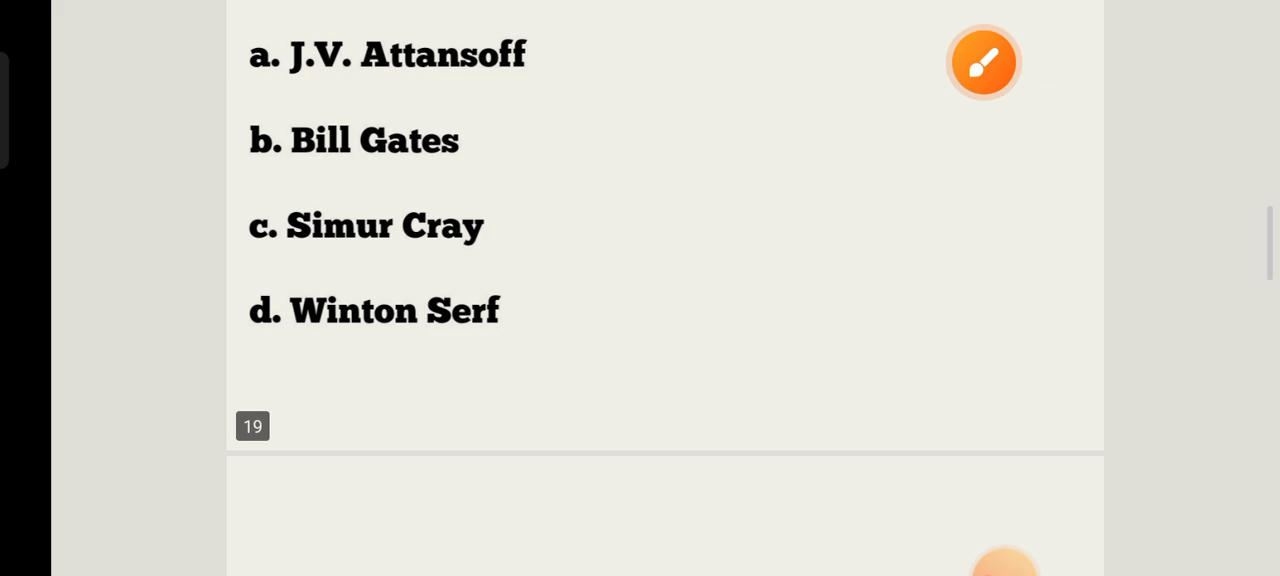 a. J.V. Attansoff
b. Bill Gates
c. Simur Cray
d. Winton Serf
19